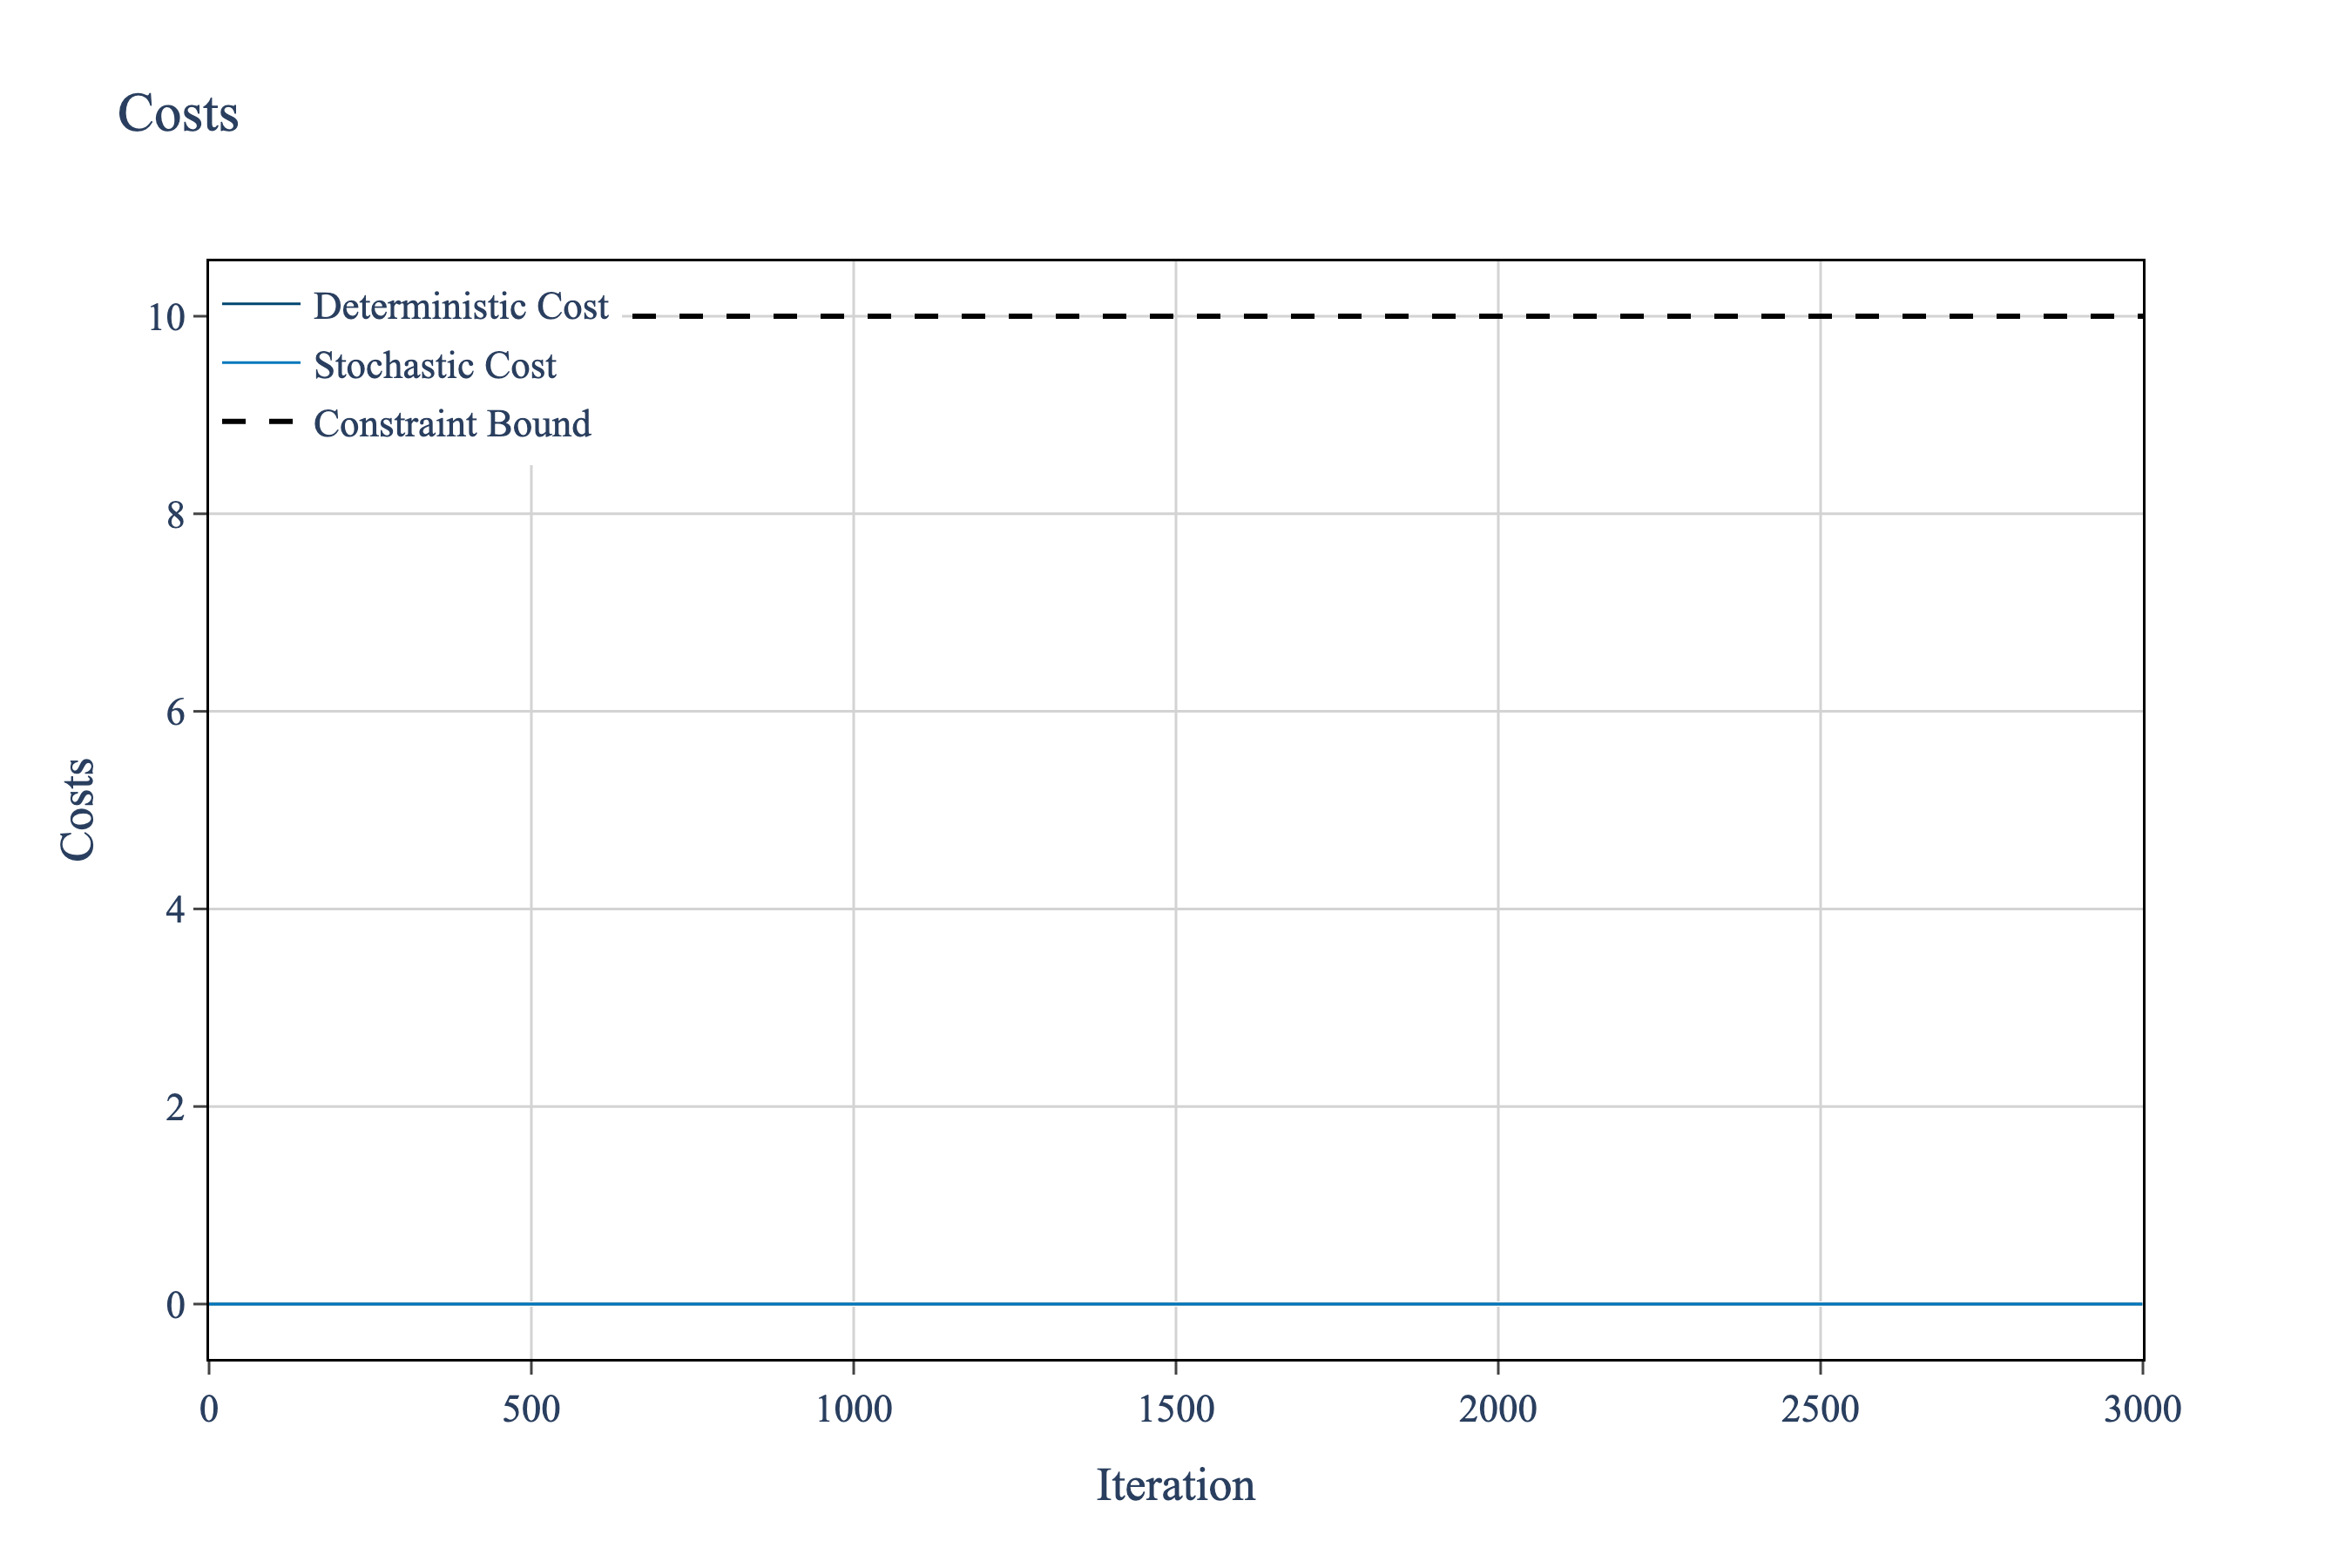 Costs
Deterministic Cost
Stochastic Cost
Constraint Bound
10
8
6
4
2
0
Costs
0 500 1000 1500 2000 2500 3000
Iteration